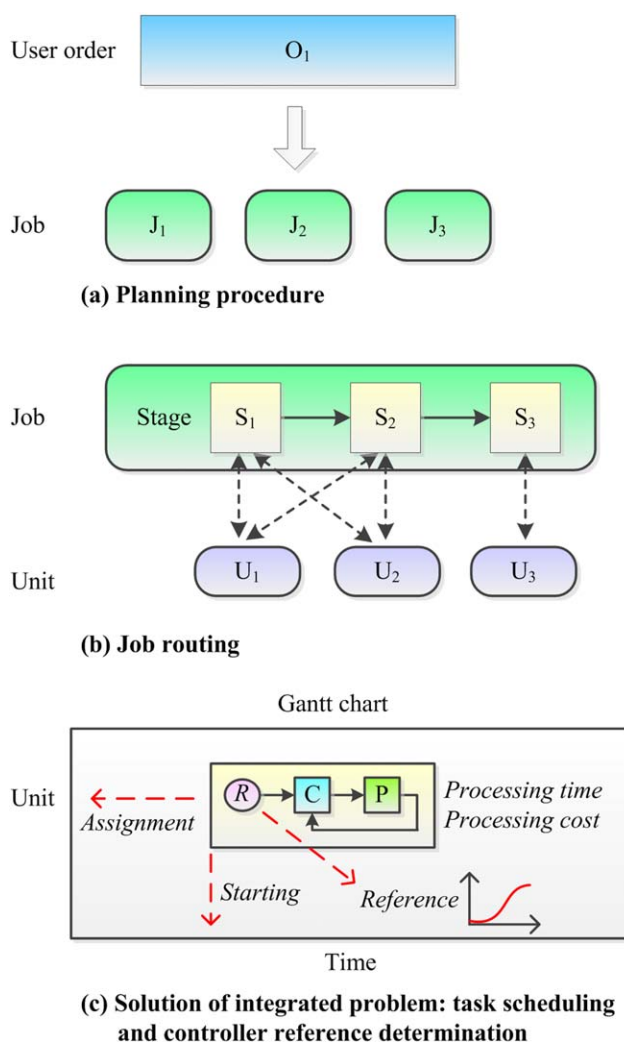 User order
O1
Job
J1 J2 J3
(a) Planning procedure
Job
Stage S1 S2 S3
Unit
U1 U2 U3
(b) Job routing
Gantt chart
Unit
R C P
Processing time
Processing cost
Assignment
Starting
Reference
Time
(c) Solution of integrated problem: task scheduling
and controller reference determination